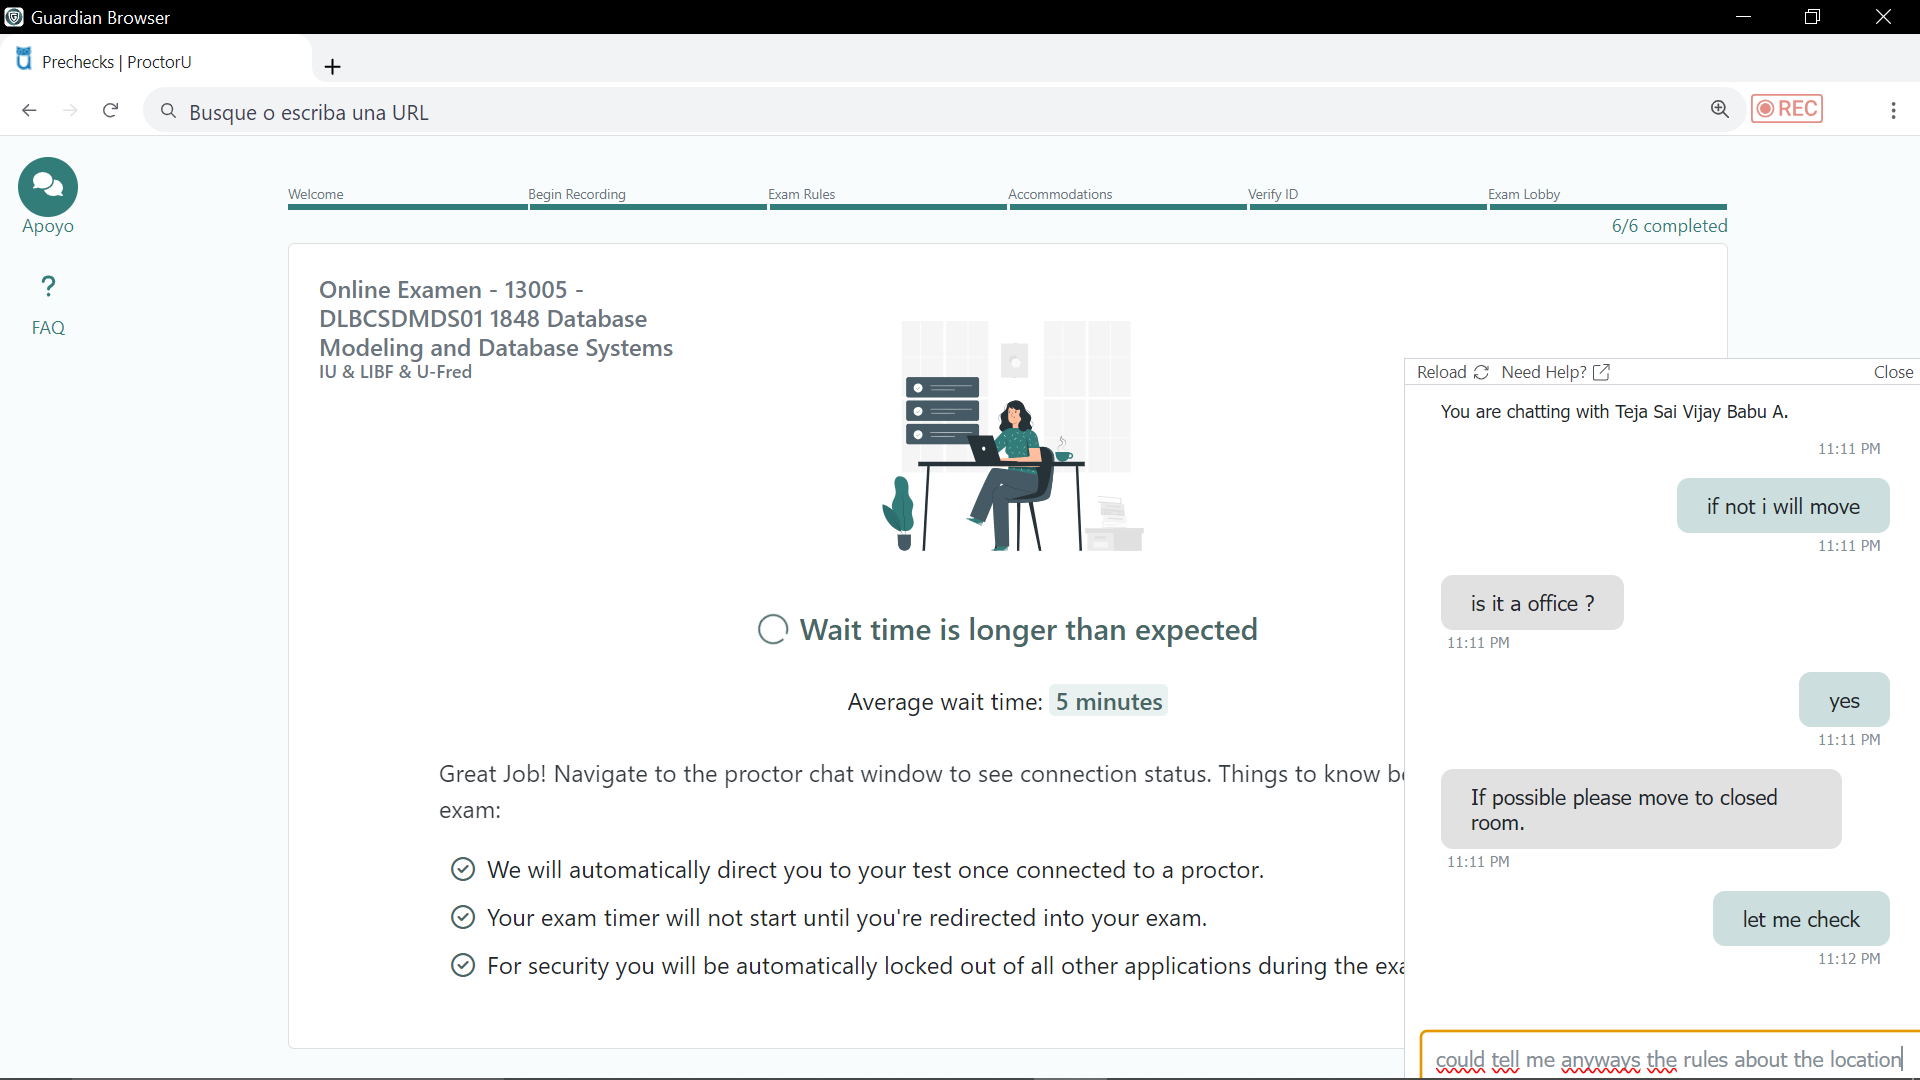 Guardian Browser
Prechecks | ProctorU
Busque o escriba una URL
REC
Apoyo
?
FAQ
Welcome
Begin Recording
Exam Rules
Accommodations
Verify ID
Exam Lobby
6/6 completed
Online Examen - 13005 -
DLBCSDMDS01 1848 Database
Modeling and Database Systems
IU & LIBF & U-Fred
Wait time is longer than expected
Average wait time: 5 minutes
Great Job! Navigate to the proctor chat window to see connection status. Things to know
exam:
We will automatically direct you to your test once connected to a proctor.
Your exam timer will not start until you're redirected into your exam.
For security you will be automatically locked out of all other applications during the
Reload Need Help? Close
You are chatting with Teja Sai Vijay Babu A.
11:11 PM
if not i will move
11:11 PM
is it a office ?
11:11 PM
yes
11:11 PM
If possible please move to closed
room.
11:11 PM
let me check
11:12 PM
could tell me anyways the rules about the location